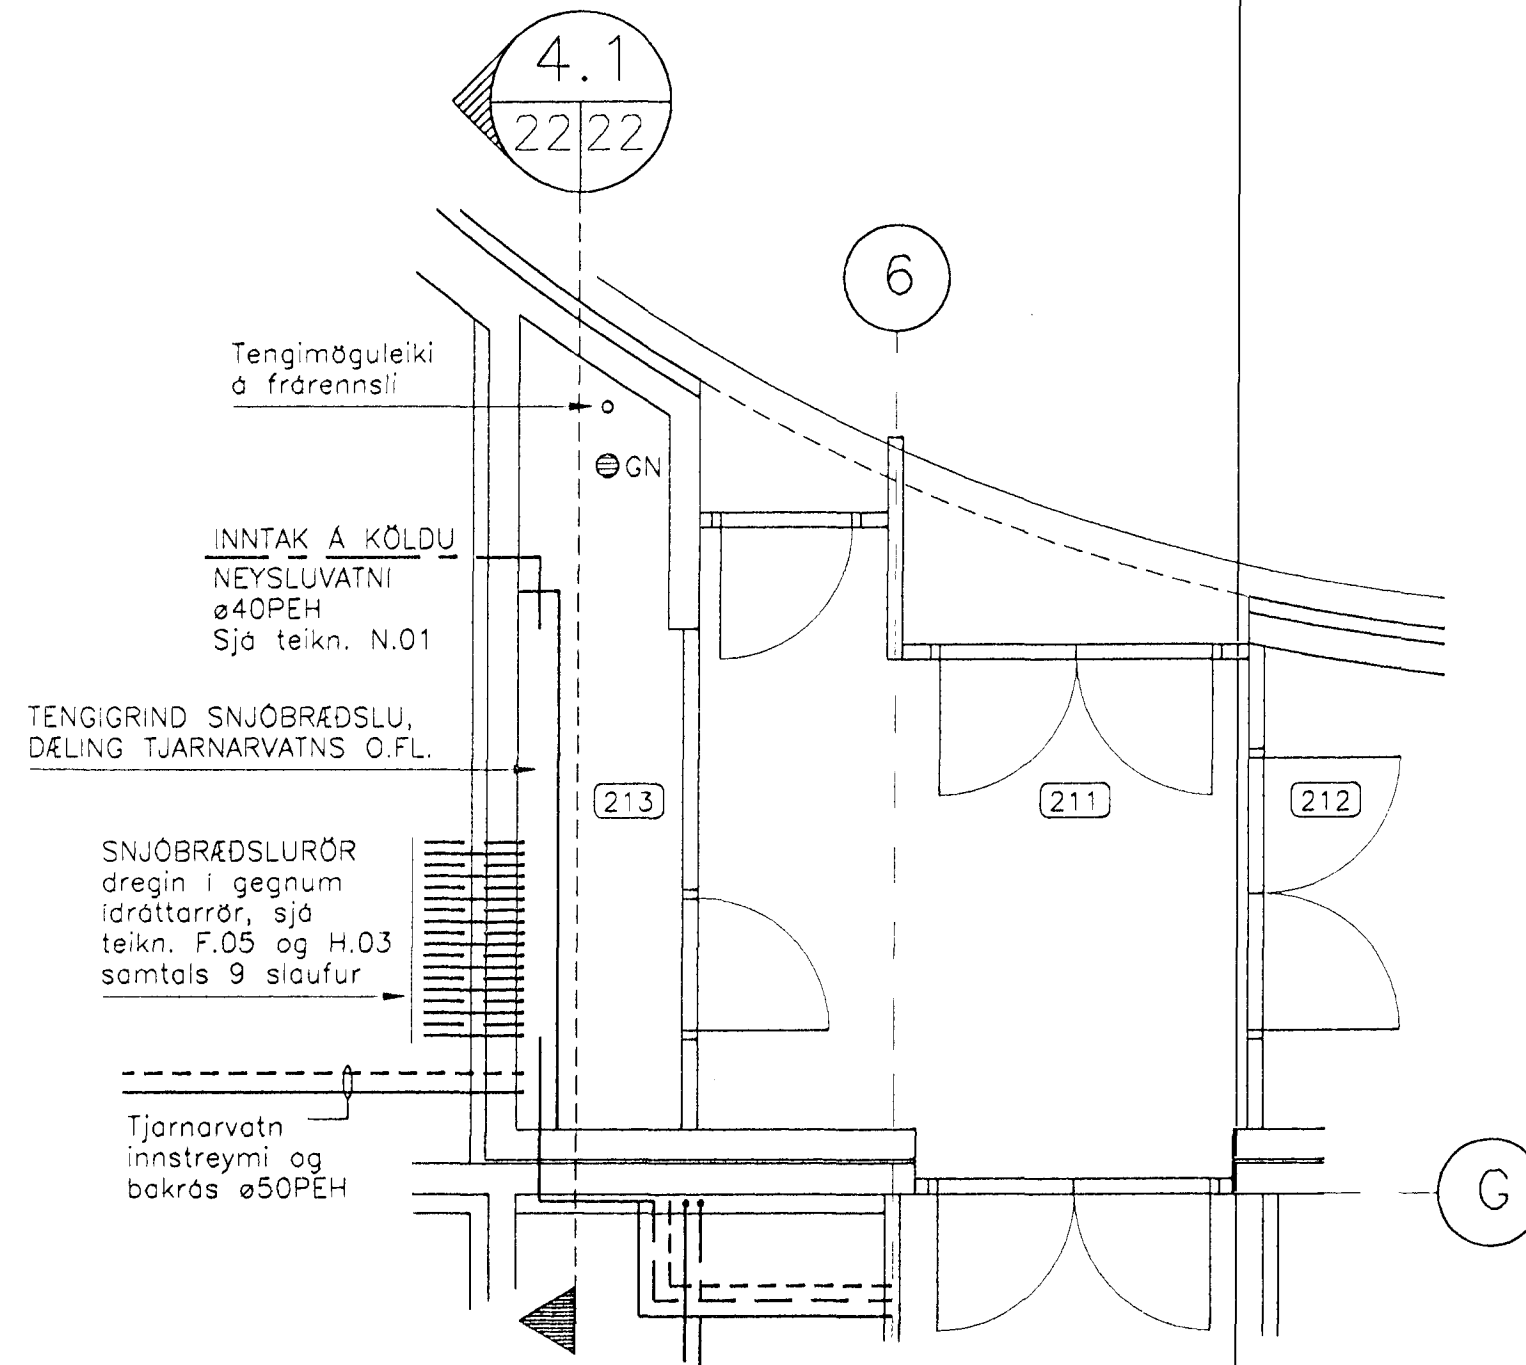 4.1
22 22
6
Tengimöguleiki
á frárennsli
GN
INNTAK Á KÖLDU
NEYSLUVATNI
ø40PEH
Sjá teikn. N.01
TENGIGRIND SNJÓBRÆÐSLU,
DÆLING TJARNARVATNS O.FL.
213
211
212
SNJÓBRÆÐSLURÖR
dregin í gegnum
ídráttarrör, sjá
teikn. F.05 og H.03
samtals 9 slaufur
Tjarnarvatn
innstreymi og
bakrás ø50PEH
G